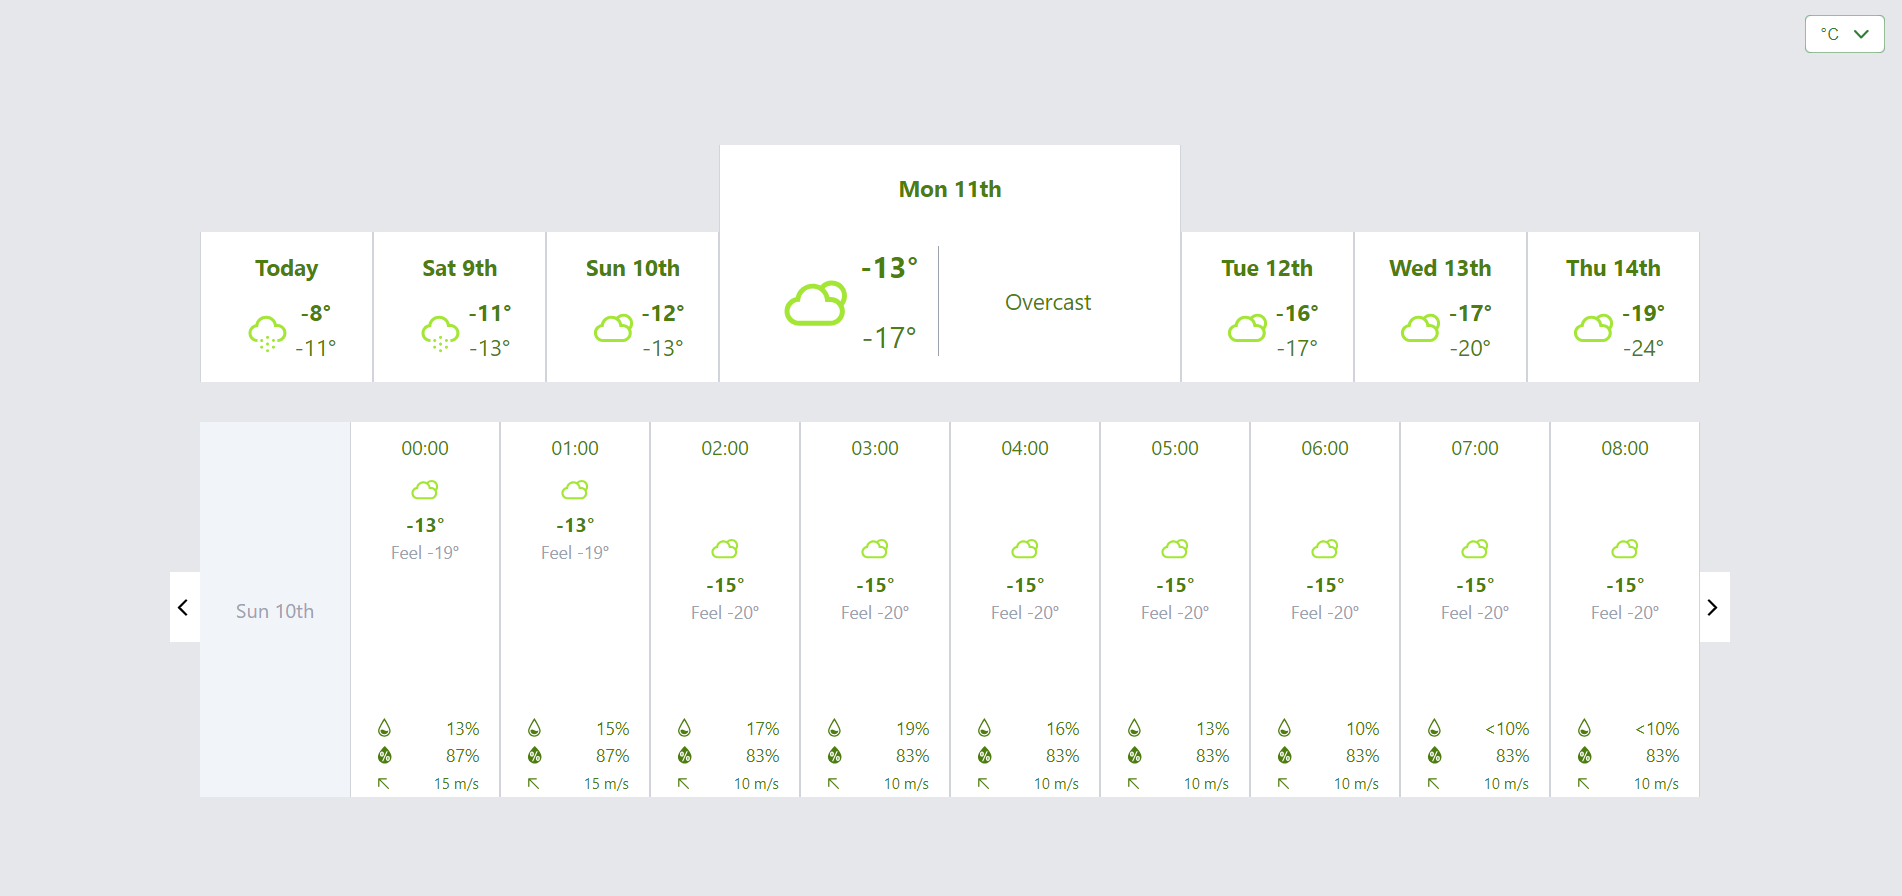 °C
Mon 11th
-13°
-17°
Overcast
Today
-8°
-11°
Sat 9th
-11°
-13°
Sun 10th
-12°
-13°
Tue 12th
-16°
-17°
Wed 13th
-17°
-20°
Thu 14th
-19°
-24°
Sun 10th
00:00
-13°
Feel -19°
13%
87%
15 m/s
01:00
-13°
Feel -19°
15%
87%
15 m/s
02:00
-15°
Feel -20°
17%
83%
10 m/s
03:00
-15°
Feel -20°
19%
83%
10 m/s
04:00
-15°
Feel -20°
16%
83%
10 m/s
05:00
-15°
Feel -20°
13%
83%
10 m/s
06:00
-15°
Feel -20°
10%
83%
10 m/s
07:00
-15°
Feel -20°
<10%
83%
10 m/s
08:00
-15°
Feel -20°
<10%
83%
10 m/s